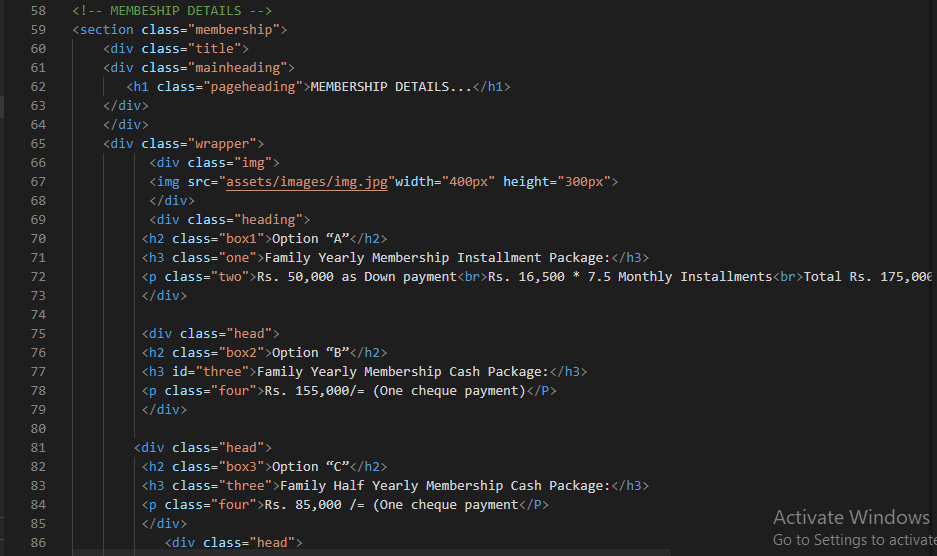 58 <!-- MEMBESHIP DETAILS -->
59 <section class="membership">
60 <div class="title">
61 <div class="mainheading">
62 <h1 class="pageheading">MEMBERSHIP DETAILS...</h1>
63 </div>
64 </div>
65 <div class="wrapper">
66 <div class="img">
67 <img src="assets/images/img.jpg"width="400px" height="300px">
68 </div>
69 <div class="heading">
70 <h2 class="box1">Option “A”</h2>
71 <h3 class="one">Family Yearly Membership Installment Package:</h3>
72 <p class="two">Rs. 50,000 as Down payment<br>Rs. 16,500 * 7.5 Monthly Installments<br>Total Rs. 175,000
73 </div>
74
75 <div class="head">
76 <h2 class="box2">Option “B”</h2>
77 <h3 id="three">Family Yearly Membership Cash Package:</h3>
78 <p class="four">Rs. 155,000/= (One cheque payment)</P>
79 </div>
80
81 <div class="head">
82 <h2 class="box3">Option “C”</h2>
83 <h3 class="three">Family Half Yearly Membership Cash Package:</h3>
84 <p class="four">Rs. 85,000 /= (One cheque payment</P>
85 </div>
86 <div class="head">
Activate Windows
Go to Settings to activate